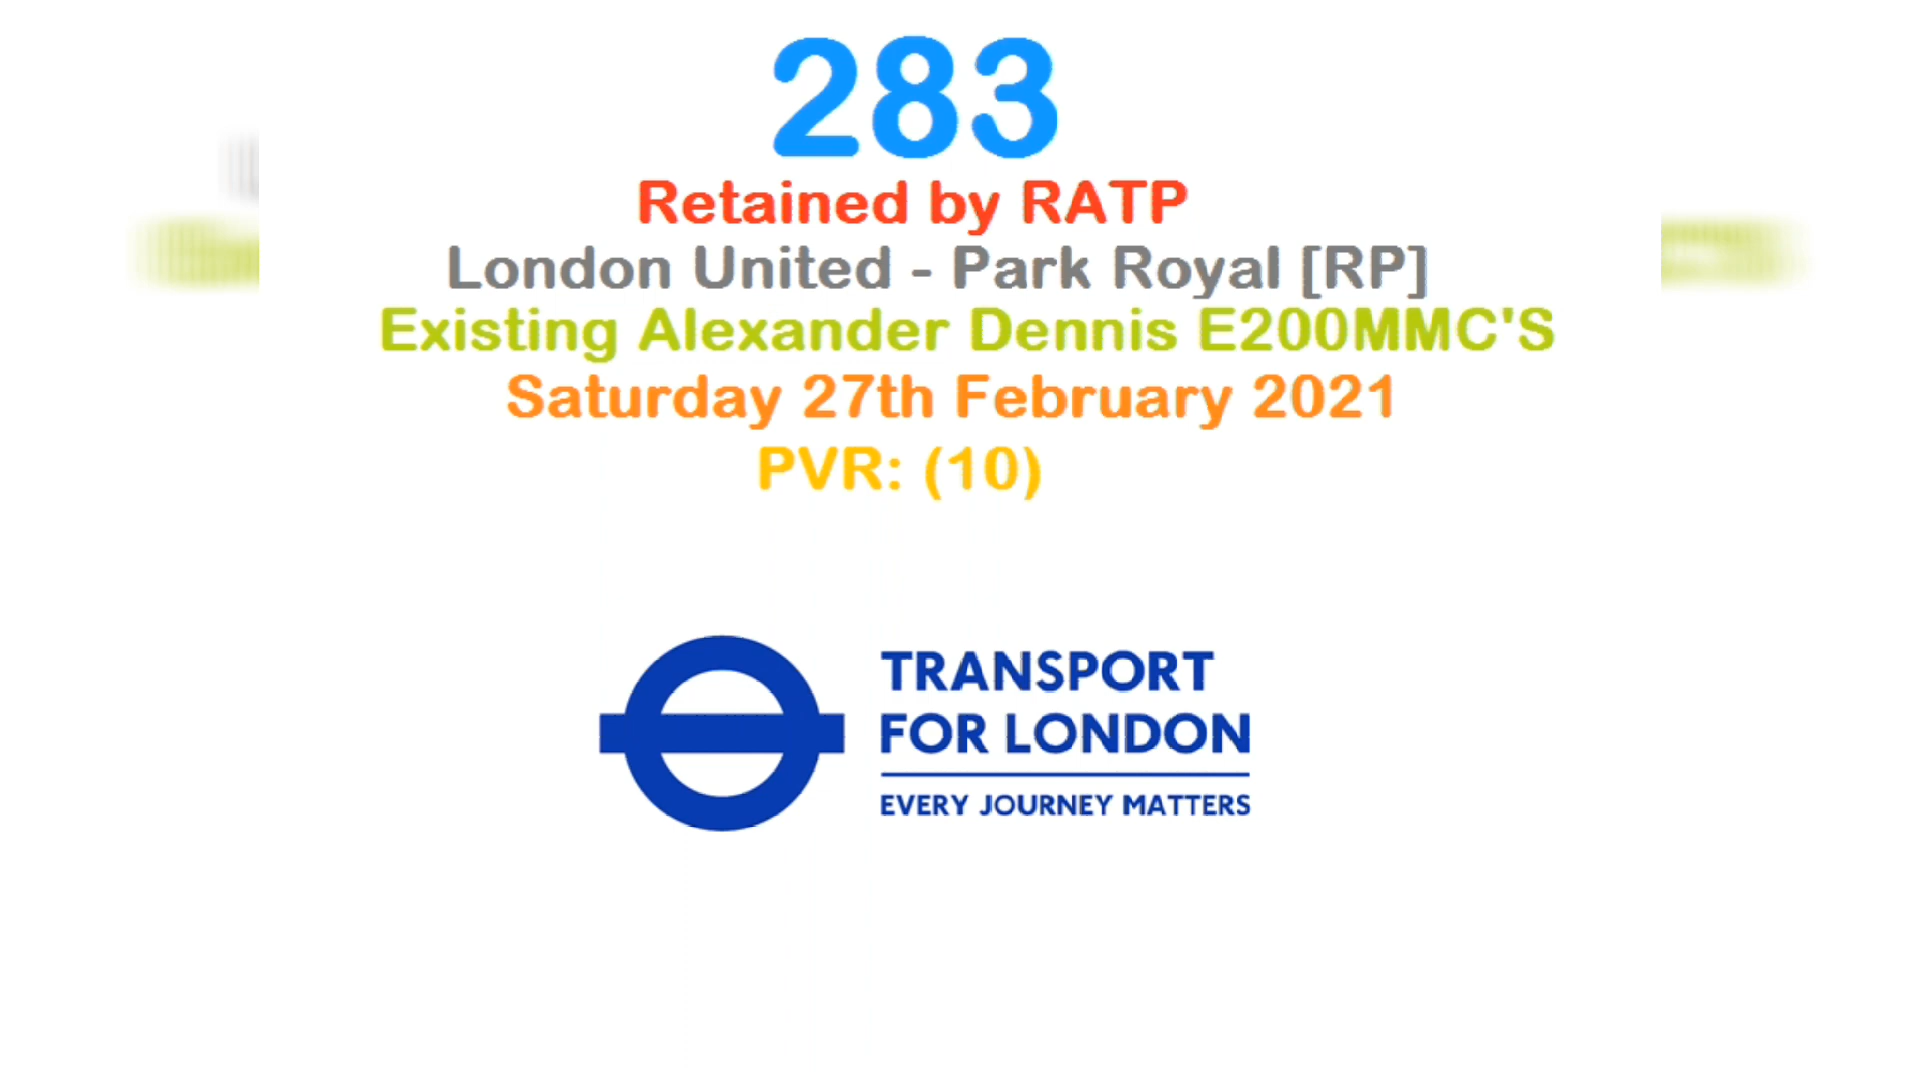 283
Retained by RATP
London United - Park Royal [RP]
Existing Alexander Dennis E200MMC'S
Saturday 27th February 2021
PVR: (10)
TRANSPORT
FOR LONDON
EVERY JOURNEY MATTERS